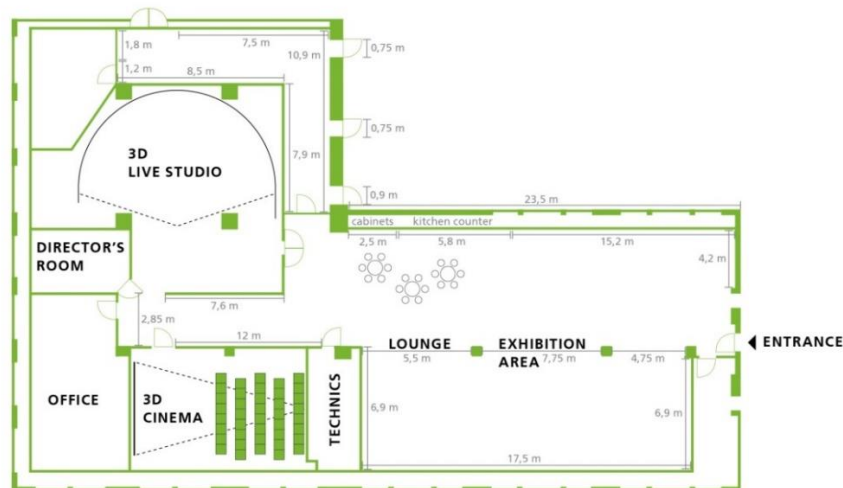 1,8 m
7,5 m
10,9 m
0,75 m
1,2 m
8,5 m
0,75 m
3D
LIVE STUDIO
7,9 m
0,9 m
23,5 m
cabinets kitchen counter
2,5 m 5,8 m 15,2 m
DIRECTOR'S
ROOM
4,2 m
7,6 m
2,85 m
12 m
LOUNGE
EXHIBITION
AREA
ENTRANCE
5,5 m 7,75 m 4,75 m
OFFICE
3D
CINEMA
TECHNICS
6,9 m
6,9 m
17,5 m